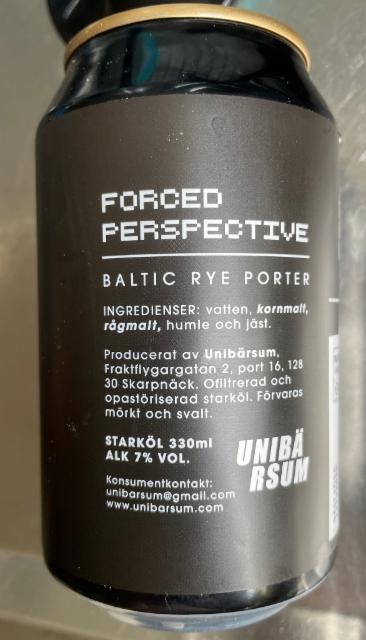 FORCED
PERSPECTIVE
BALTIC RYE PORTER
INGREDIENSER: vatten, kornmalt,
rågmalt, humle och jäst.
Producerat av Unibärsum,
Fraktflygargatan 2, port 16, 128
30 Skarpnäck. Ofiltrerad och
opastöriserad starköl. Förvaras
mörkt och svalt.
STARKÖL 330ml
ALK 7% VOL.
UNIBÄ
RSUM
Konsumentkontakt:
unibarsum@gmail.com
www.unibarsum.com